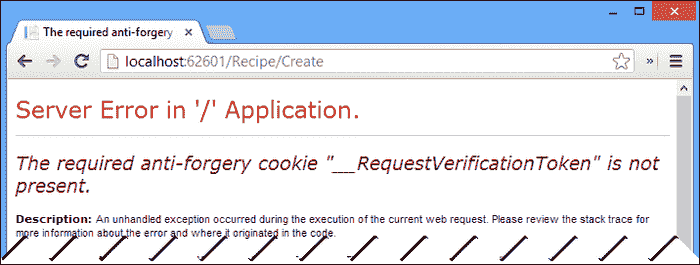 The required anti-forgery
localhost:62601/Recipe/Create
Server Error in '/' Application.
The required anti-forgery cookie "__RequestVerificationToken" is not
present.
Description: An unhandled exception occurred during the execution of the current web request. Please review the stack trace for
more information about the error and where it originated in the code.